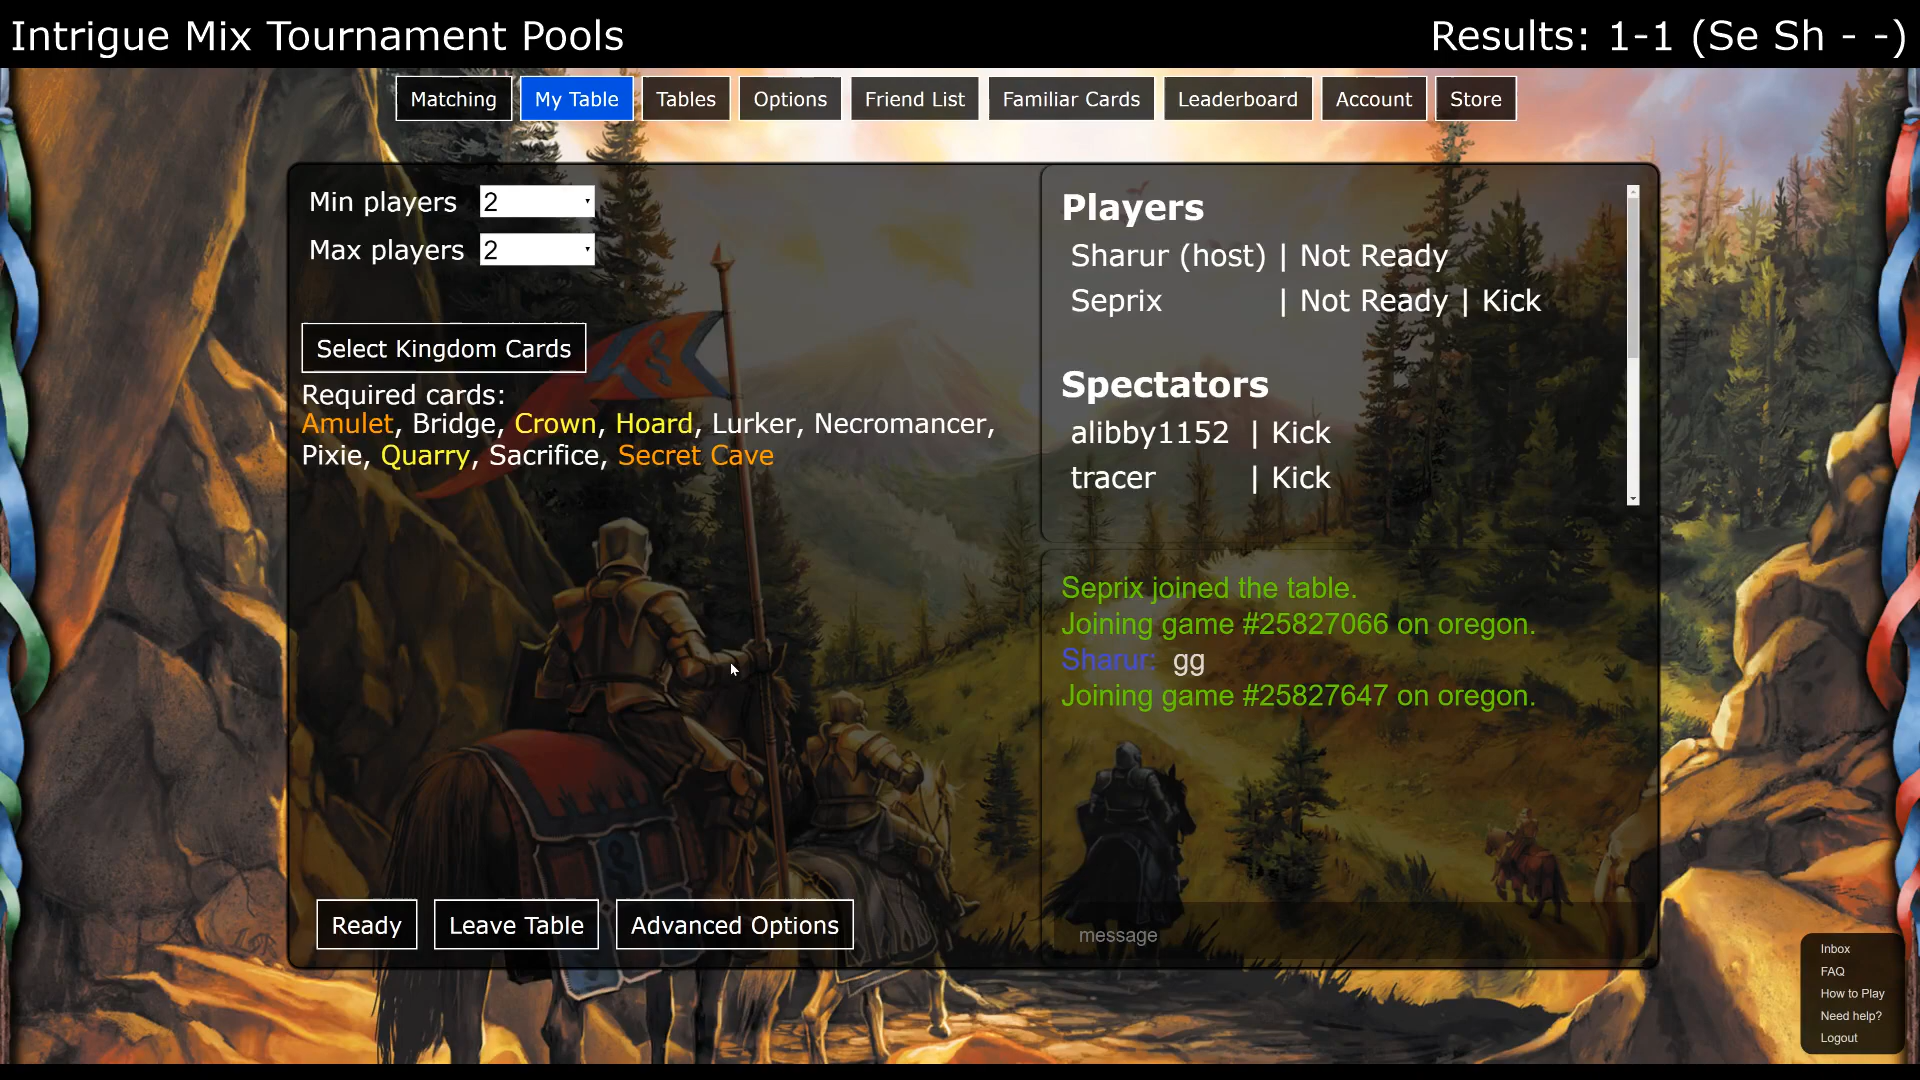 Intrigue Mix Tournament Pools
Results: 1-1 (Se Sh - -)
Matching My Table Tables Options Friend List Familiar Cards Leaderboard Account Store
Min players 2
Max players 2
Select Kingdom Cards
Required cards:
Amulet, Bridge, Crown, Hoard, Lurker, Necromancer,
Pixie, Quarry, Sacrifice, Secret Cave
Ready Leave Table Advanced Options
Players
Sharur (host) | Not Ready
Seprix | Not Ready | Kick
Spectators
alibby1152 | Kick
tracer | Kick
Seprix joined the table.
Joining game #25827066 on oregon.
Sharur: gg
Joining game #25827647 on oregon.
message
Inbox
FAQ
How to Play
Need help?
Logout